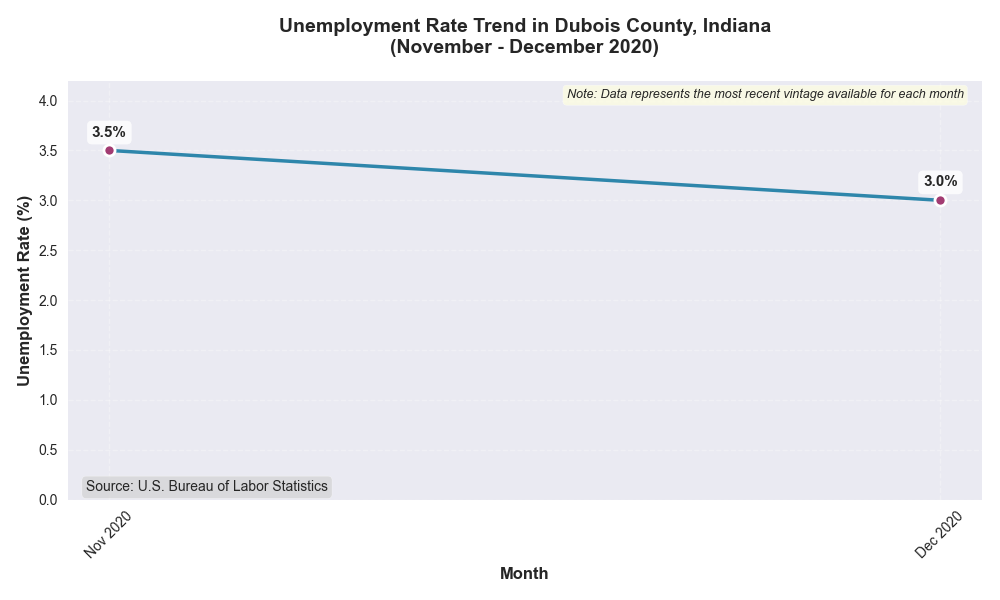 Unemployment Rate Trend in Dubois County, Indiana
(November - December 2020)
Note: Data represents the most recent vintage available for each month
4.0
3.5
3.0
2.5
2.0
1.5
1.0
0.5
0.0
Unemployment Rate (%)
3.5%
3.0%
Source: U.S. Bureau of Labor Statistics
Nov 2020
Dec 2020
Month